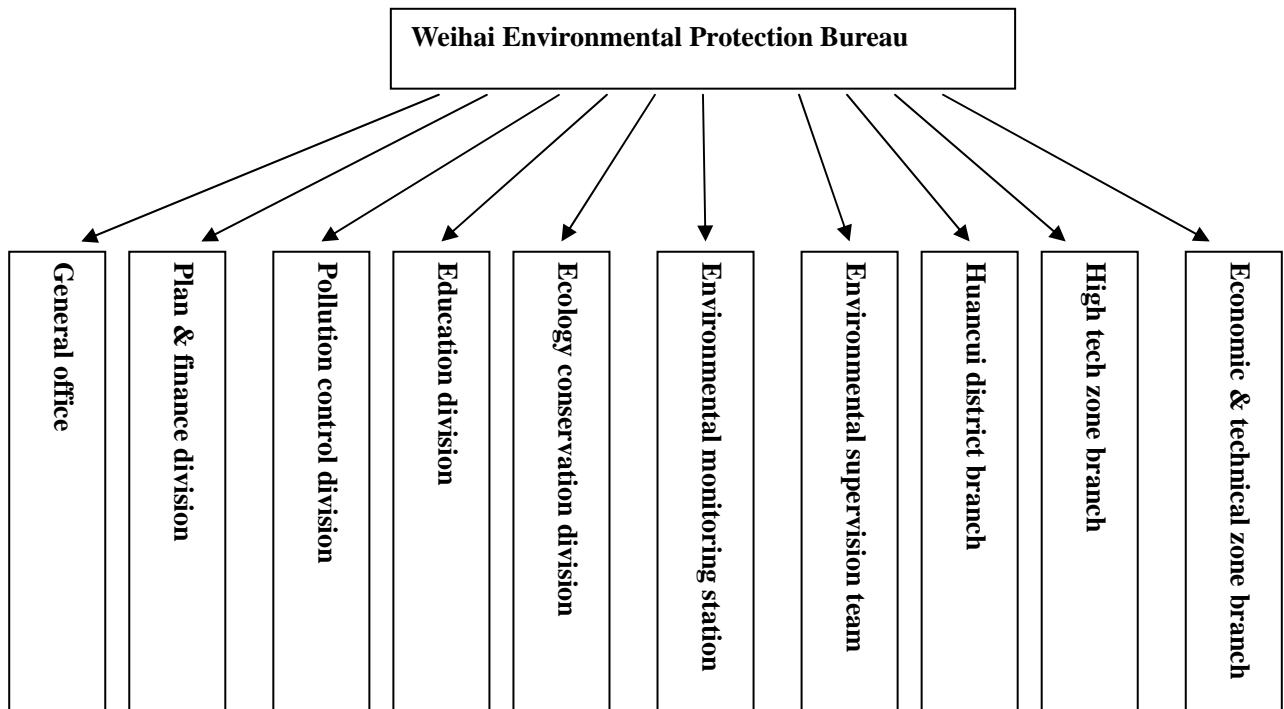 Weihai Environmental Protection Bureau
General office
Plan & finance division
Pollution control division
Education division
Ecology conservation division
Environmental monitoring station
Environmental supervision team
Huancui district branch
High tech zone branch
Economic & technical zone branch